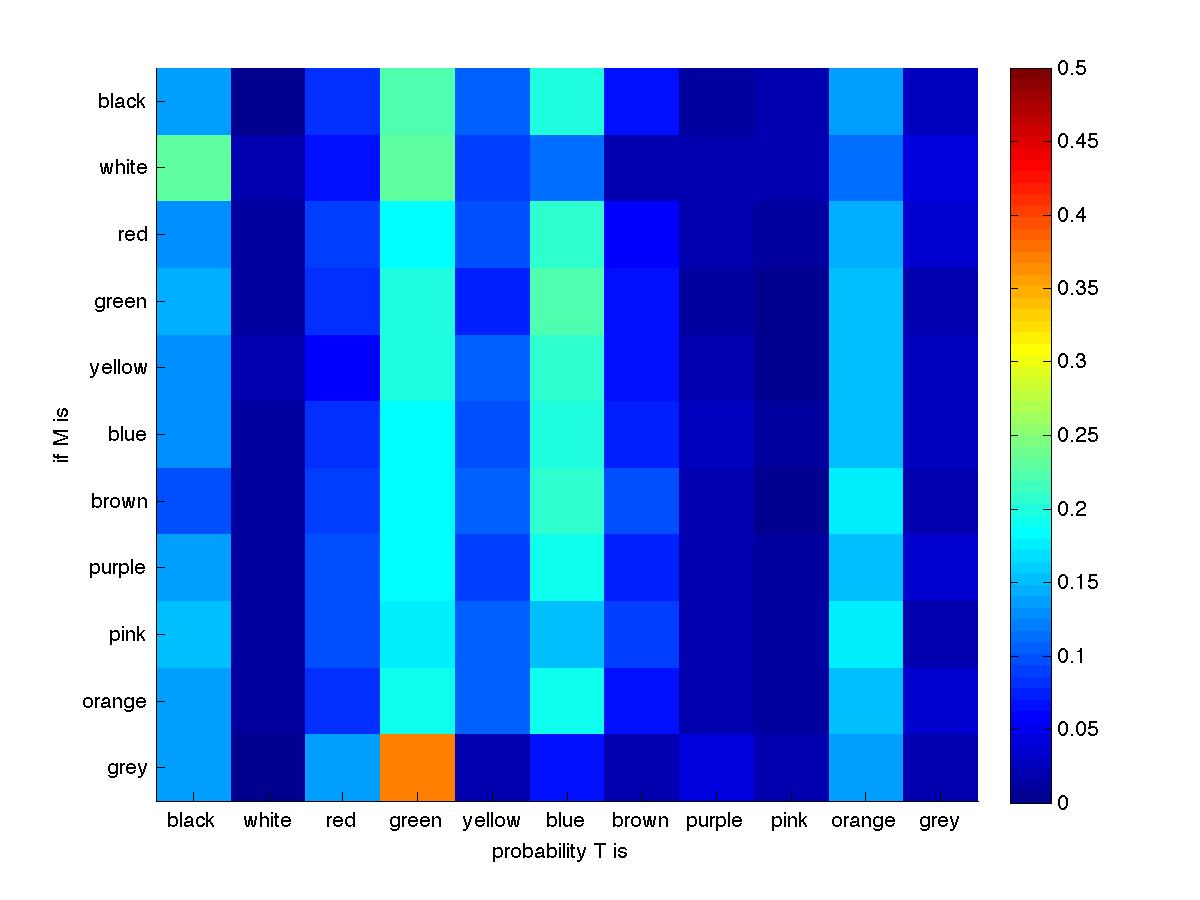 black
white
red
green
yellow
blue
brown
purple
pink
orange
grey
if M is
black white red green yellow blue brown purple pink orange grey
probability T is
0.5
0.45
0.4
0.35
0.3
0.25
0.2
0.15
0.1
0.05
0